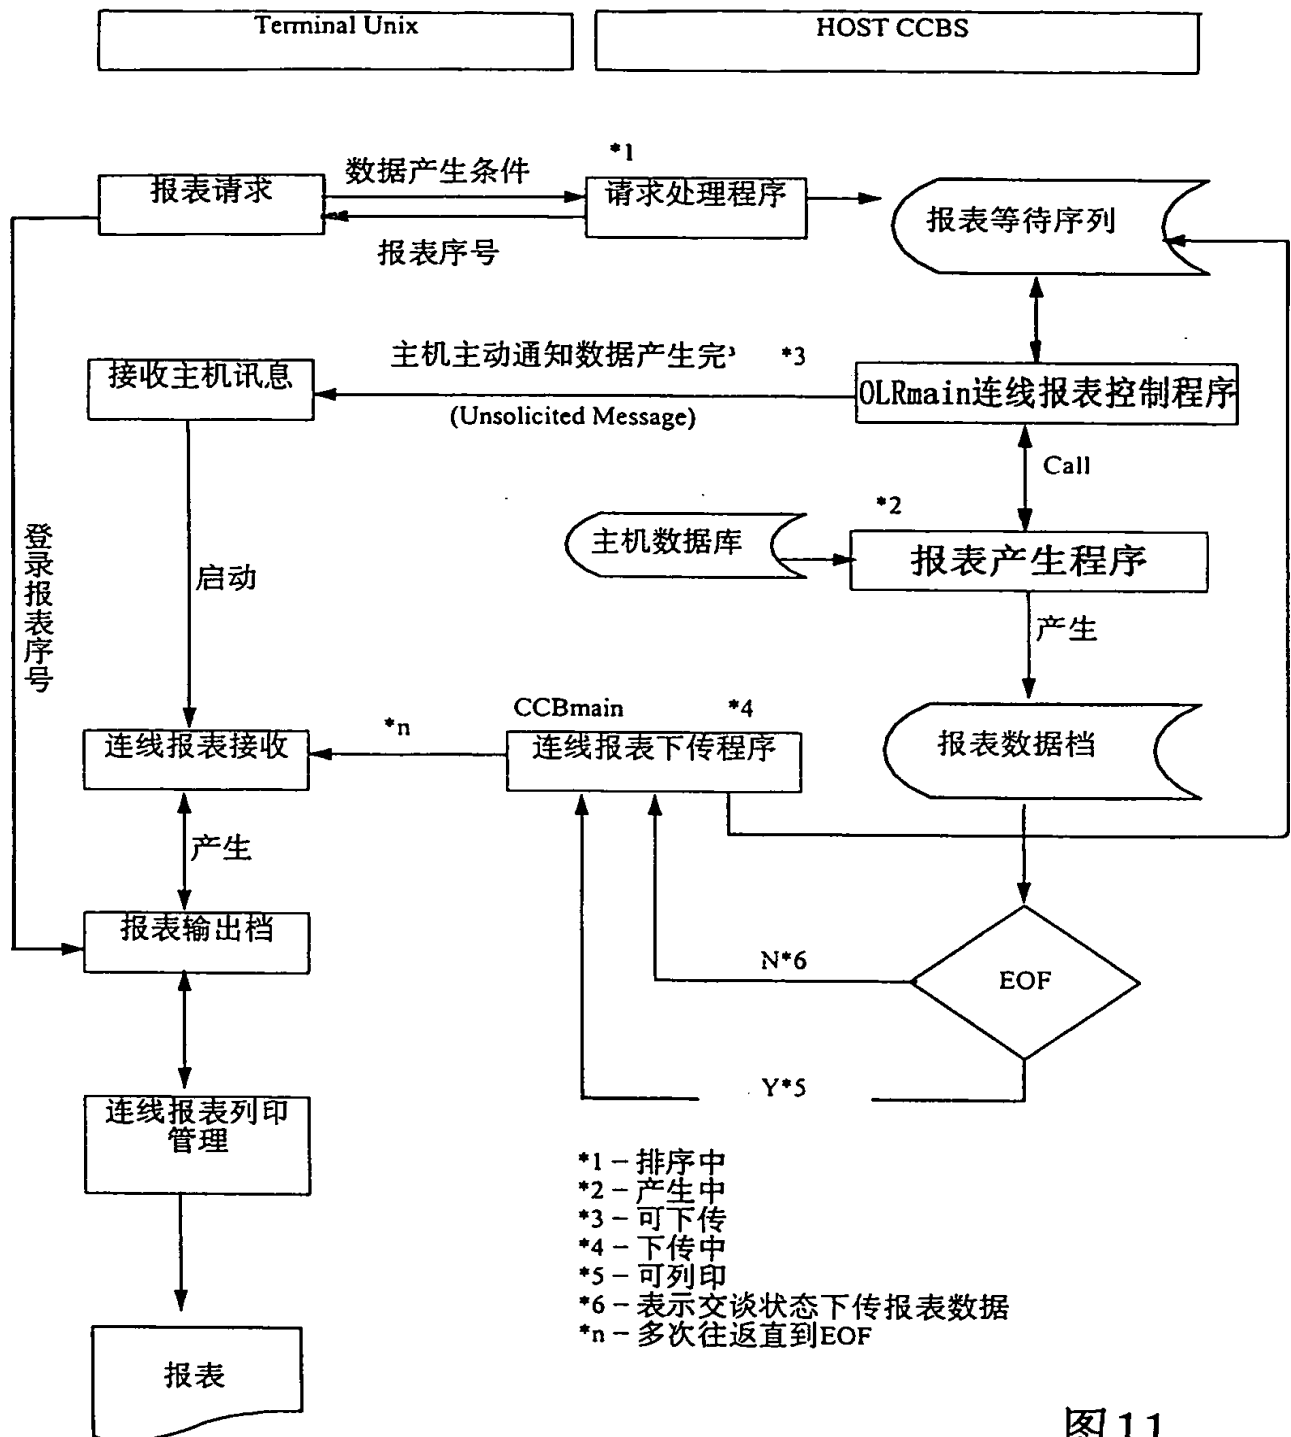 Terminal Unix
HOST CCBS
*1
数据产生条件
报表请求
请求处理程序
报表等待序列
报表序号
主机主动通知数据产生完
*3
接收主机讯息
OLRmain连线报表控制程序
(Unsolicited Message)
Call
*2
登录报表序号
主机数据库
报表产生程序
启动
产生
CCBmain
*4
*n
连线报表接收
连线报表下传程序
报表数据档
产生
报表输出档
N*6
EOF
Y*5
连线报表列印
管理
*1－排序中
*2－产生中
*3－可下传
*4－下传中
*5－可列印
*6－表示交谈状态下传报表数据
*n－多次往返直到EOF
报表
图11